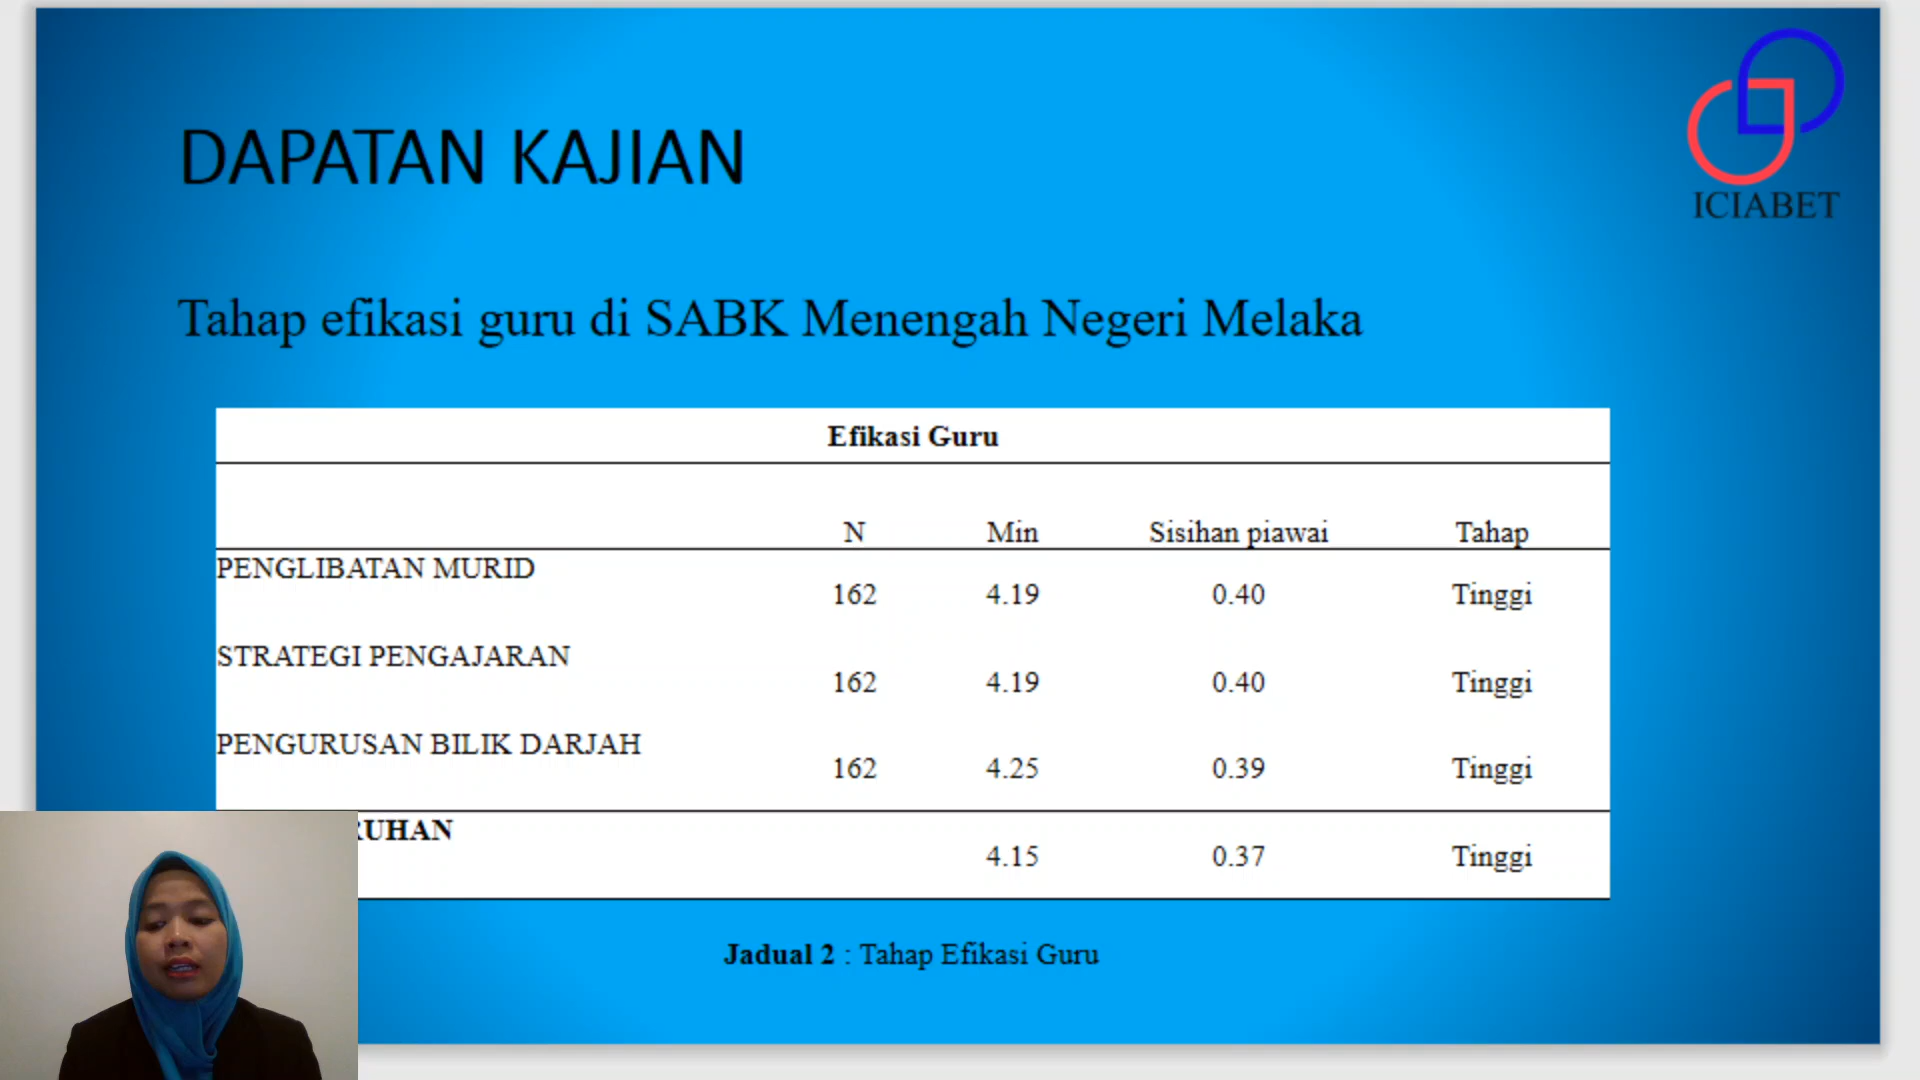 DAPATAN KAJIAN
ICIABET
Tahap efikasi guru di SABK Menengah Negeri Melaka
Efikasi Guru
N Min Sisihan piawai Tahap
PENGLIBATAN MURID 162 4.19 0.40 Tinggi
STRATEGI PENGAJARAN 162 4.19 0.40 Tinggi
PENGURUSAN BILIK DARJAH 162 4.25 0.39 Tinggi
RUHAN 4.15 0.37 Tinggi
Jadual 2 : Tahap Efikasi Guru